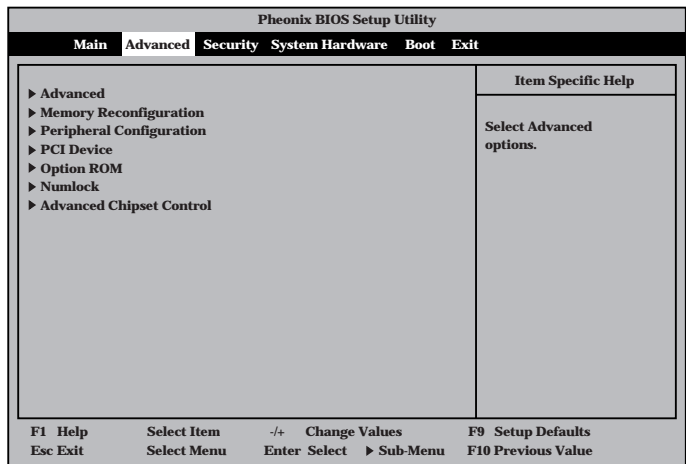 Pheonix BIOS Setup Utility
Main Advanced Security System Hardware Boot Exit
Item Specific Help
Select Advanced
options.
Advanced
Memory Reconfiguration
Peripheral Configuration
PCI Device
Option ROM
Numlock
Advanced Chipset Control
F1 Help Select Item -/+ Change Values F9 Setup Defaults
Esc Exit Select Menu Enter Select Sub-Menu F10 Previous Value